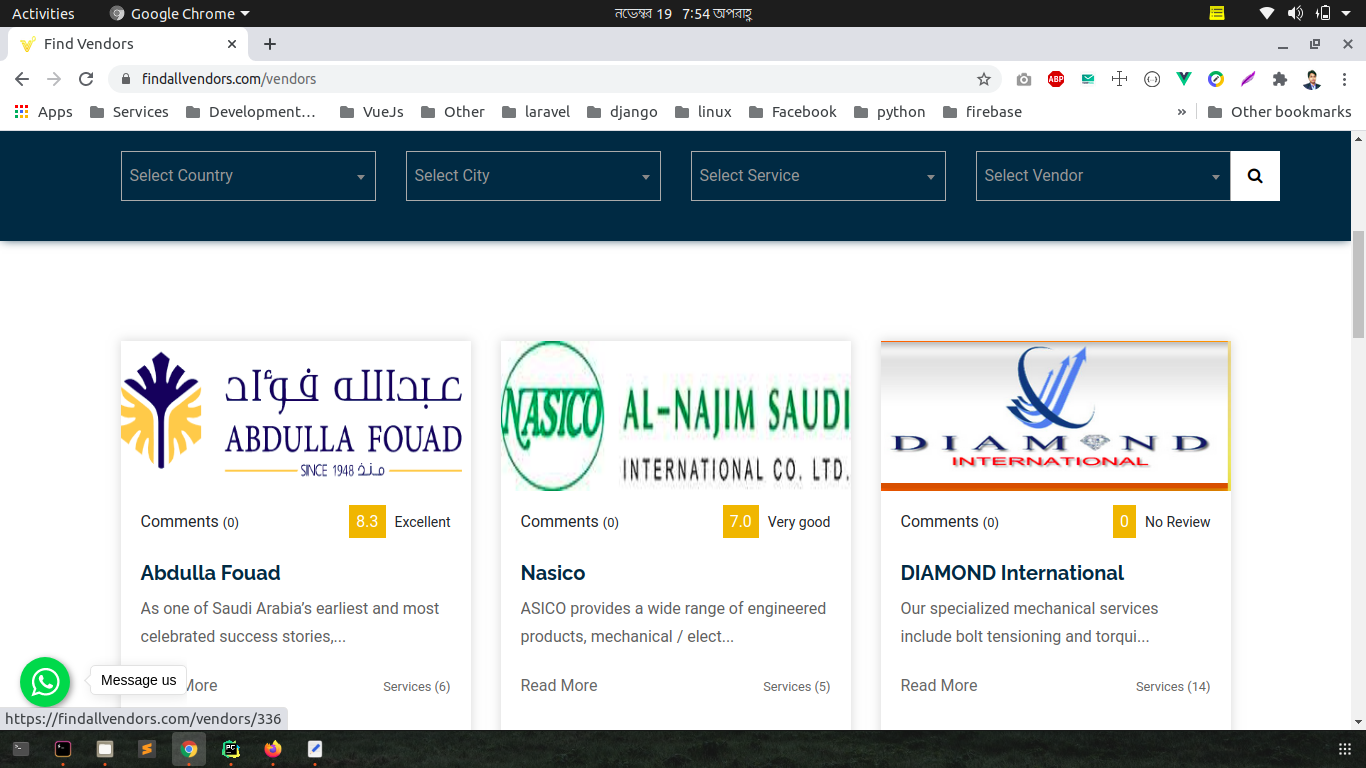 Activities
Google Chrome
নভেম্বর 19 7:54 অপরাহ্ণ
Find Vendors
findallvendors.com/vendors
ABP
Apps
Services
Development…
VueJs
Other
laravel
django
linux
Facebook
python
firebase
»
Other bookmarks
Select Country
Select City
Select Service
Select Vendor
عبدالله فؤاد
ABDULLA FOUAD
SINCE 1948 منذ
NASICO
AL-NAJIM SAUDI
INTERNATIONAL CO. LTD.
DIAMOND
INTERNATIONAL
Comments (0) 8.3 Excellent
Comments (0) 7.0 Very good
Comments (0) 0 No Review
Abdulla Fouad
As one of Saudi Arabia’s earliest and most
celebrated success stories,...
Nasico
ASICO provides a wide range of engineered
products, mechanical / elect...
DIAMOND International
Our specialized mechanical services
include bolt tensioning and torqui...
Message us
More
Services (6)
Read More
Services (5)
Read More
Services (14)
https://findallvendors.com/vendors/336
PC